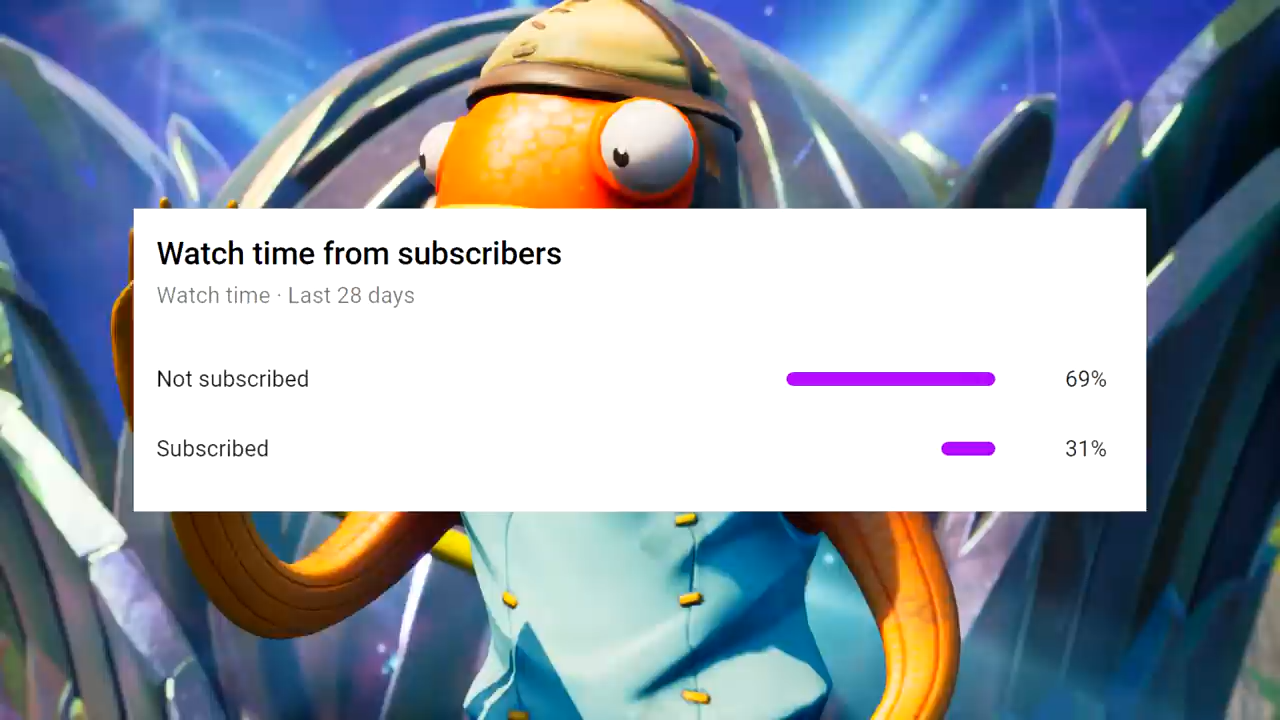 Watch time from subscribers
Watch time · Last 28 days
Not subscribed 69%
Subscribed 31%